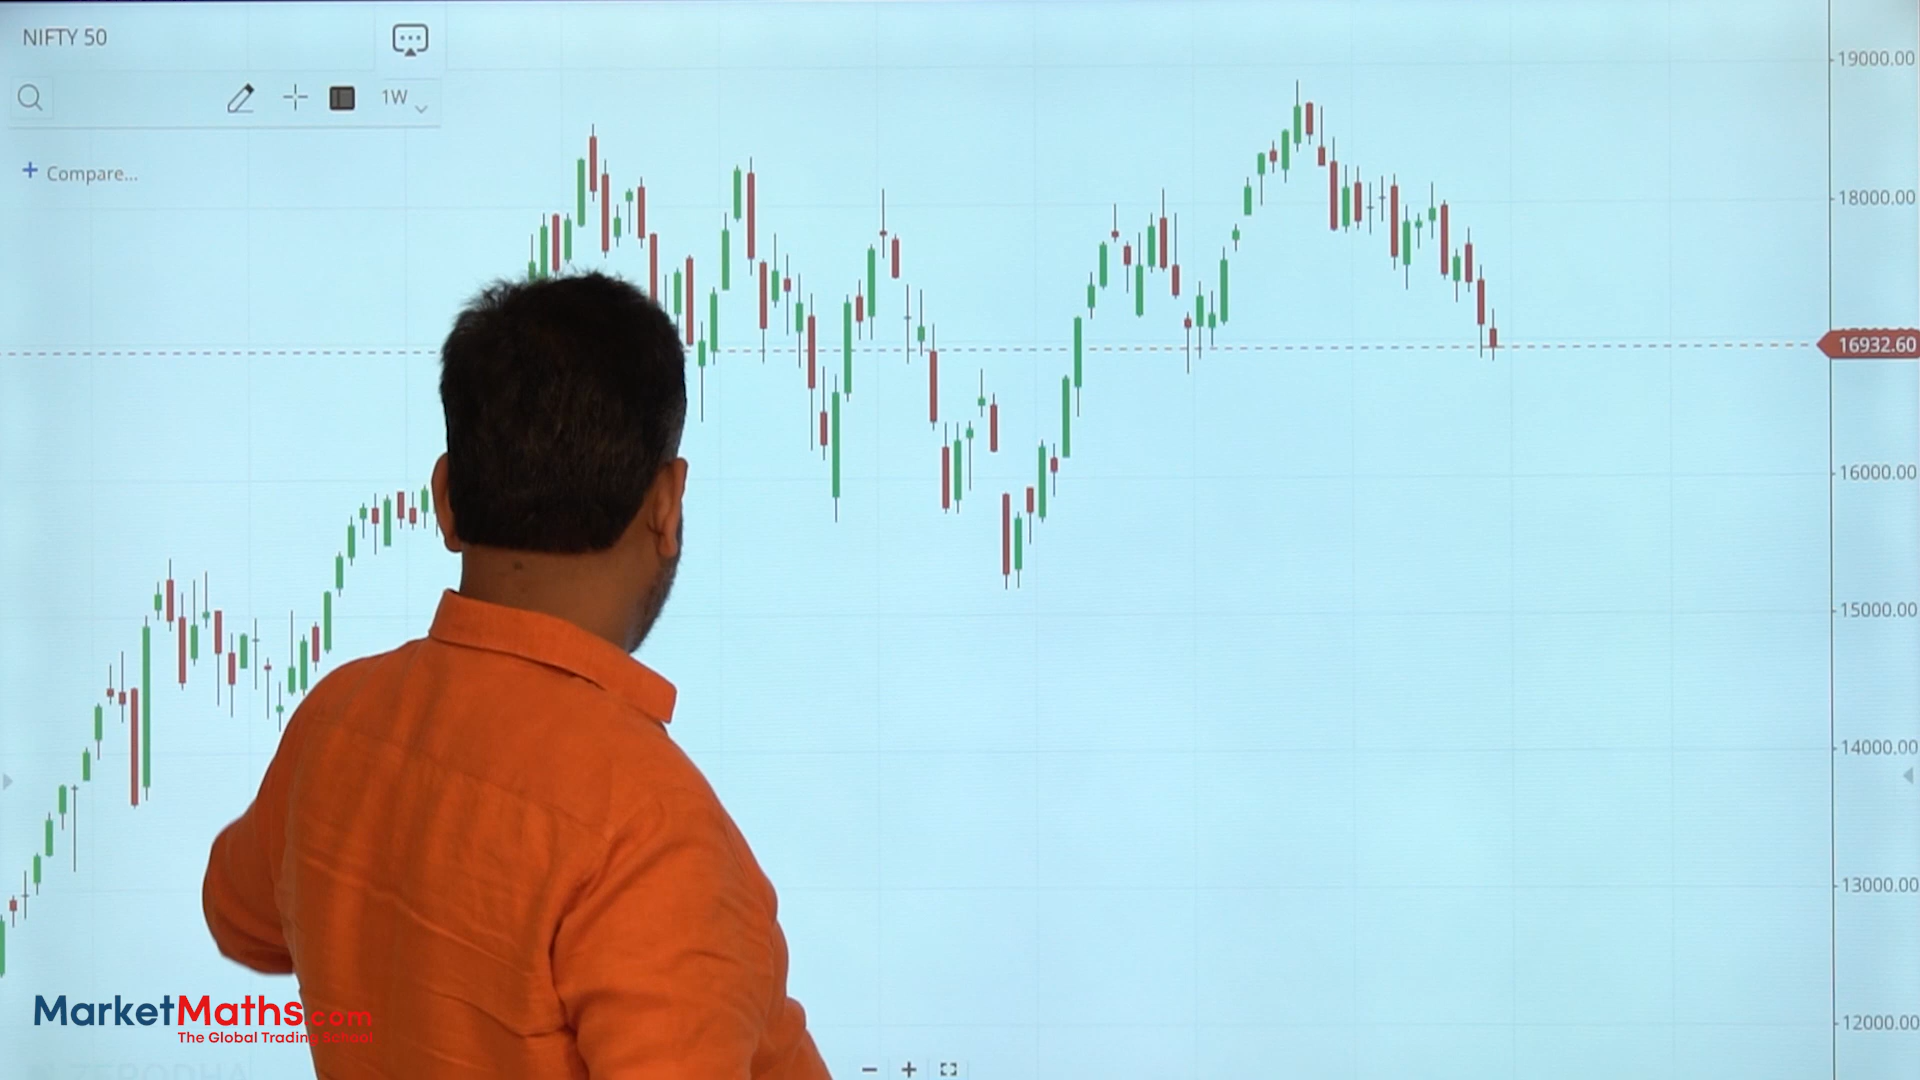 NIFTY 50
1W
+ Compare...
19000.00
18000.00
16932.60
16000.00
15000.00
14000.00
13000.00
12000.00
MarketMaths.com
The Global Trading School
ZERODHA